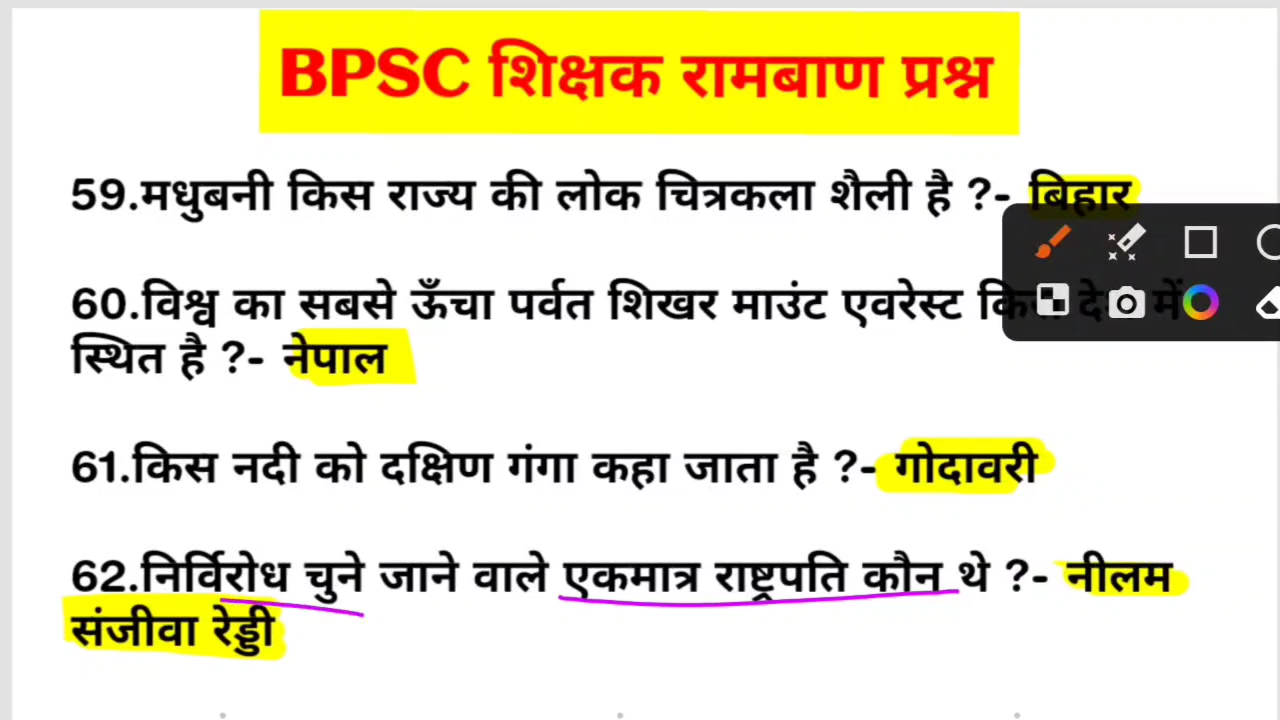 BPSC शिक्षक रामबाण प्रश्न
59.मधुबनी किस राज्य की लोक चित्रकला शैली है ?- बिहार
60.विश्व का सबसे ऊँचा पर्वत शिखर माउंट एवरेस्ट किस देश में
स्थित है ?- नेपाल
61.किस नदी को दक्षिण गंगा कहा जाता है ?- गोदावरी
62.निर्विरोध चुने जाने वाले एकमात्र राष्ट्रपति कौन थे ?- नीलम
संजीवा रेड्डी